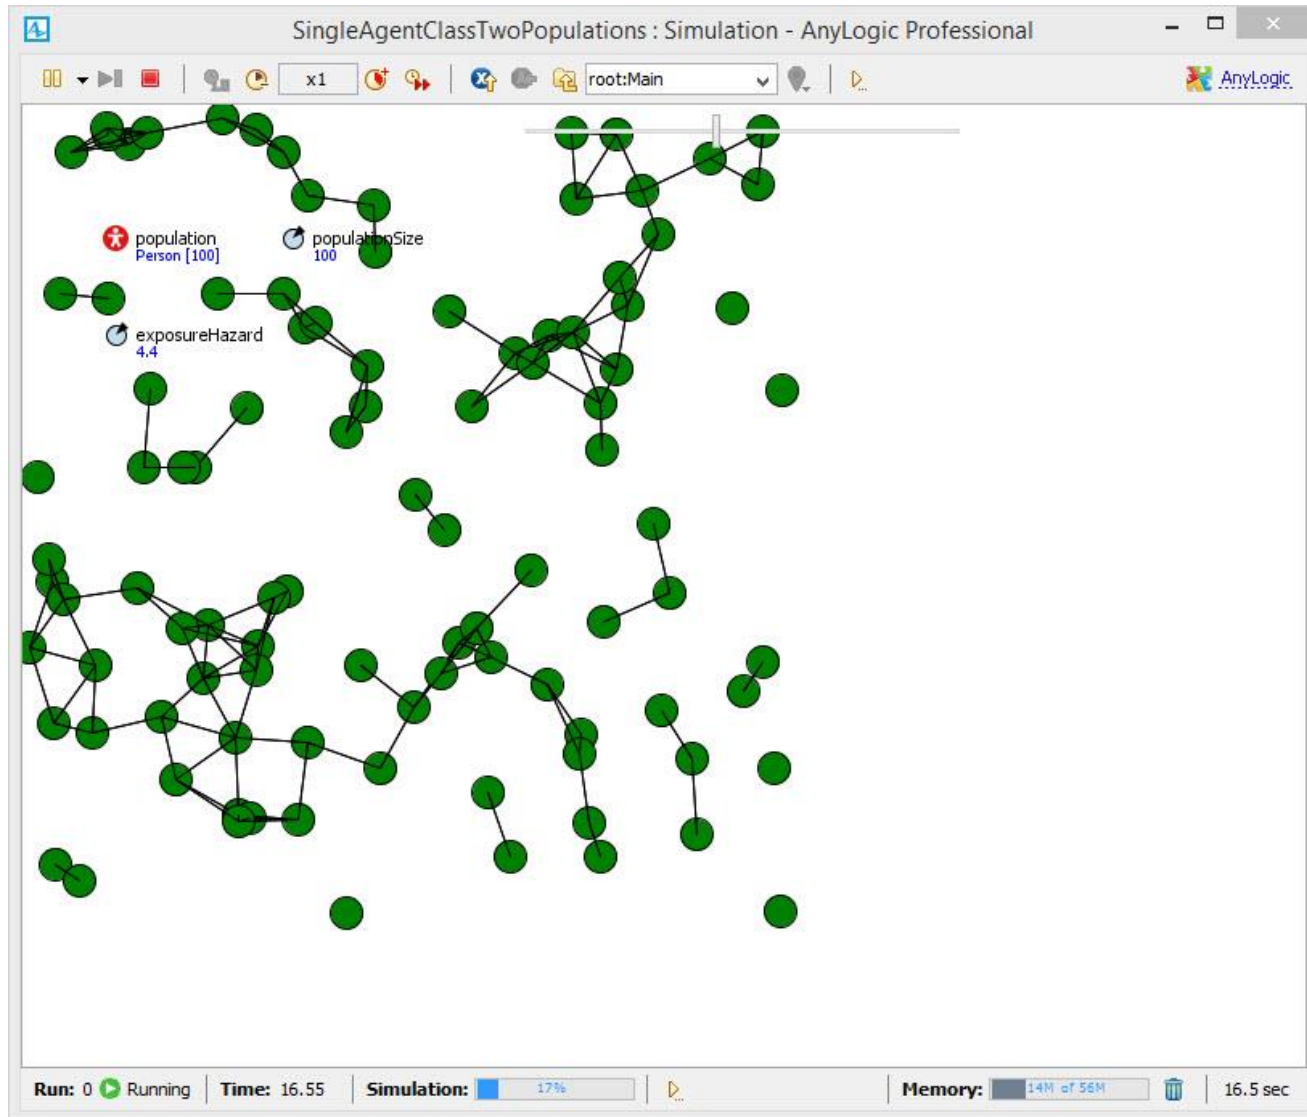 SingleAgentClassTwoPopulations : Simulation - AnyLogic Professional
x1
root:Main
AnyLogic
population
Person [100]
populationSize
100
exposureHazard
4.4
Run: 0 Running Time: 16.55 Simulation: 17% Memory: 14M of 56M 16.5 sec